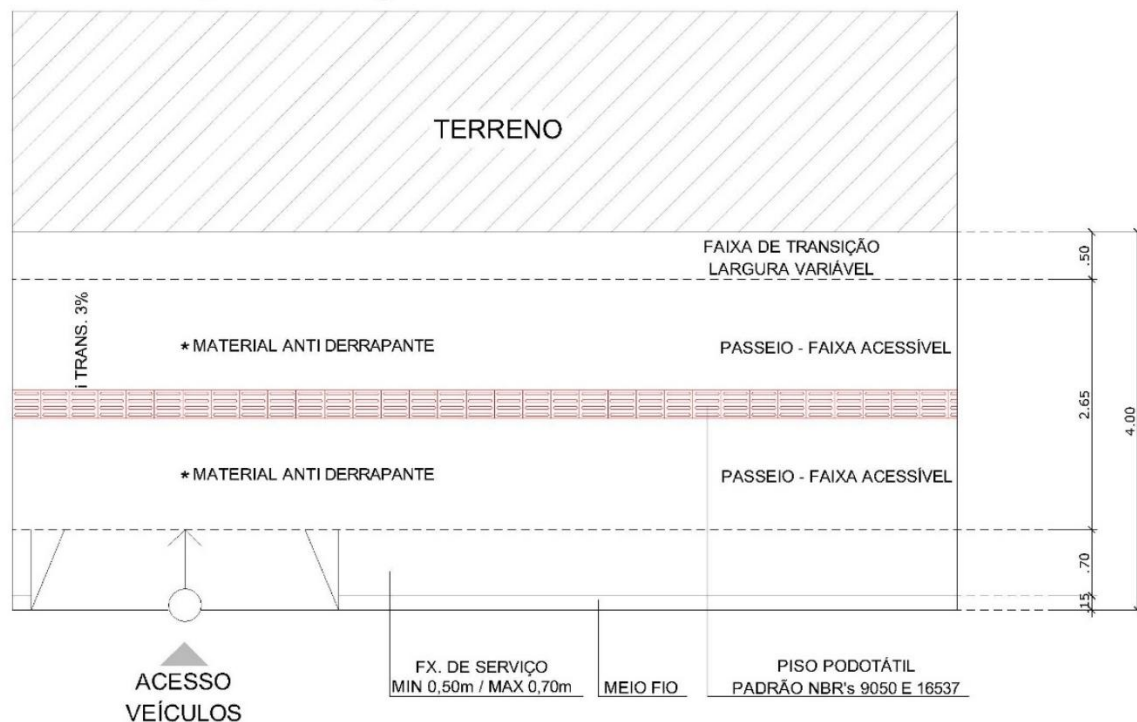 TERRENO
FAIXA DE TRANSIÇÃO
LARGURA VARIÁVEL
.50
i TRANS. 3%
* MATERIAL ANTI DERRAPANTE
PASSEIO - FAIXA ACESSÍVEL
2.65
4.00
* MATERIAL ANTI DERRAPANTE
PASSEIO - FAIXA ACESSÍVEL
.70
.15
ACESSO
VEÍCULOS
FX. DE SERVIÇO
MIN 0,50m / MAX 0,70m
MEIO FIO
PISO PODOTÁTIL
PADRÃO NBR's 9050 E 16537